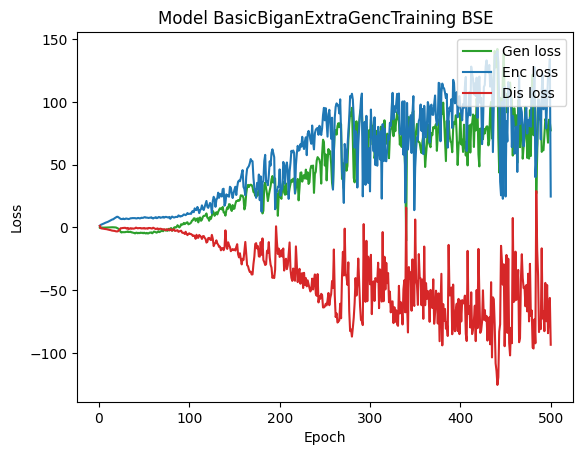 Model BasicBiganExtraGencTraining BSE
Gen loss
Enc loss
Dis loss
150
100
50
0
−50
−100
Loss
0
100
200
300
400
500
Epoch